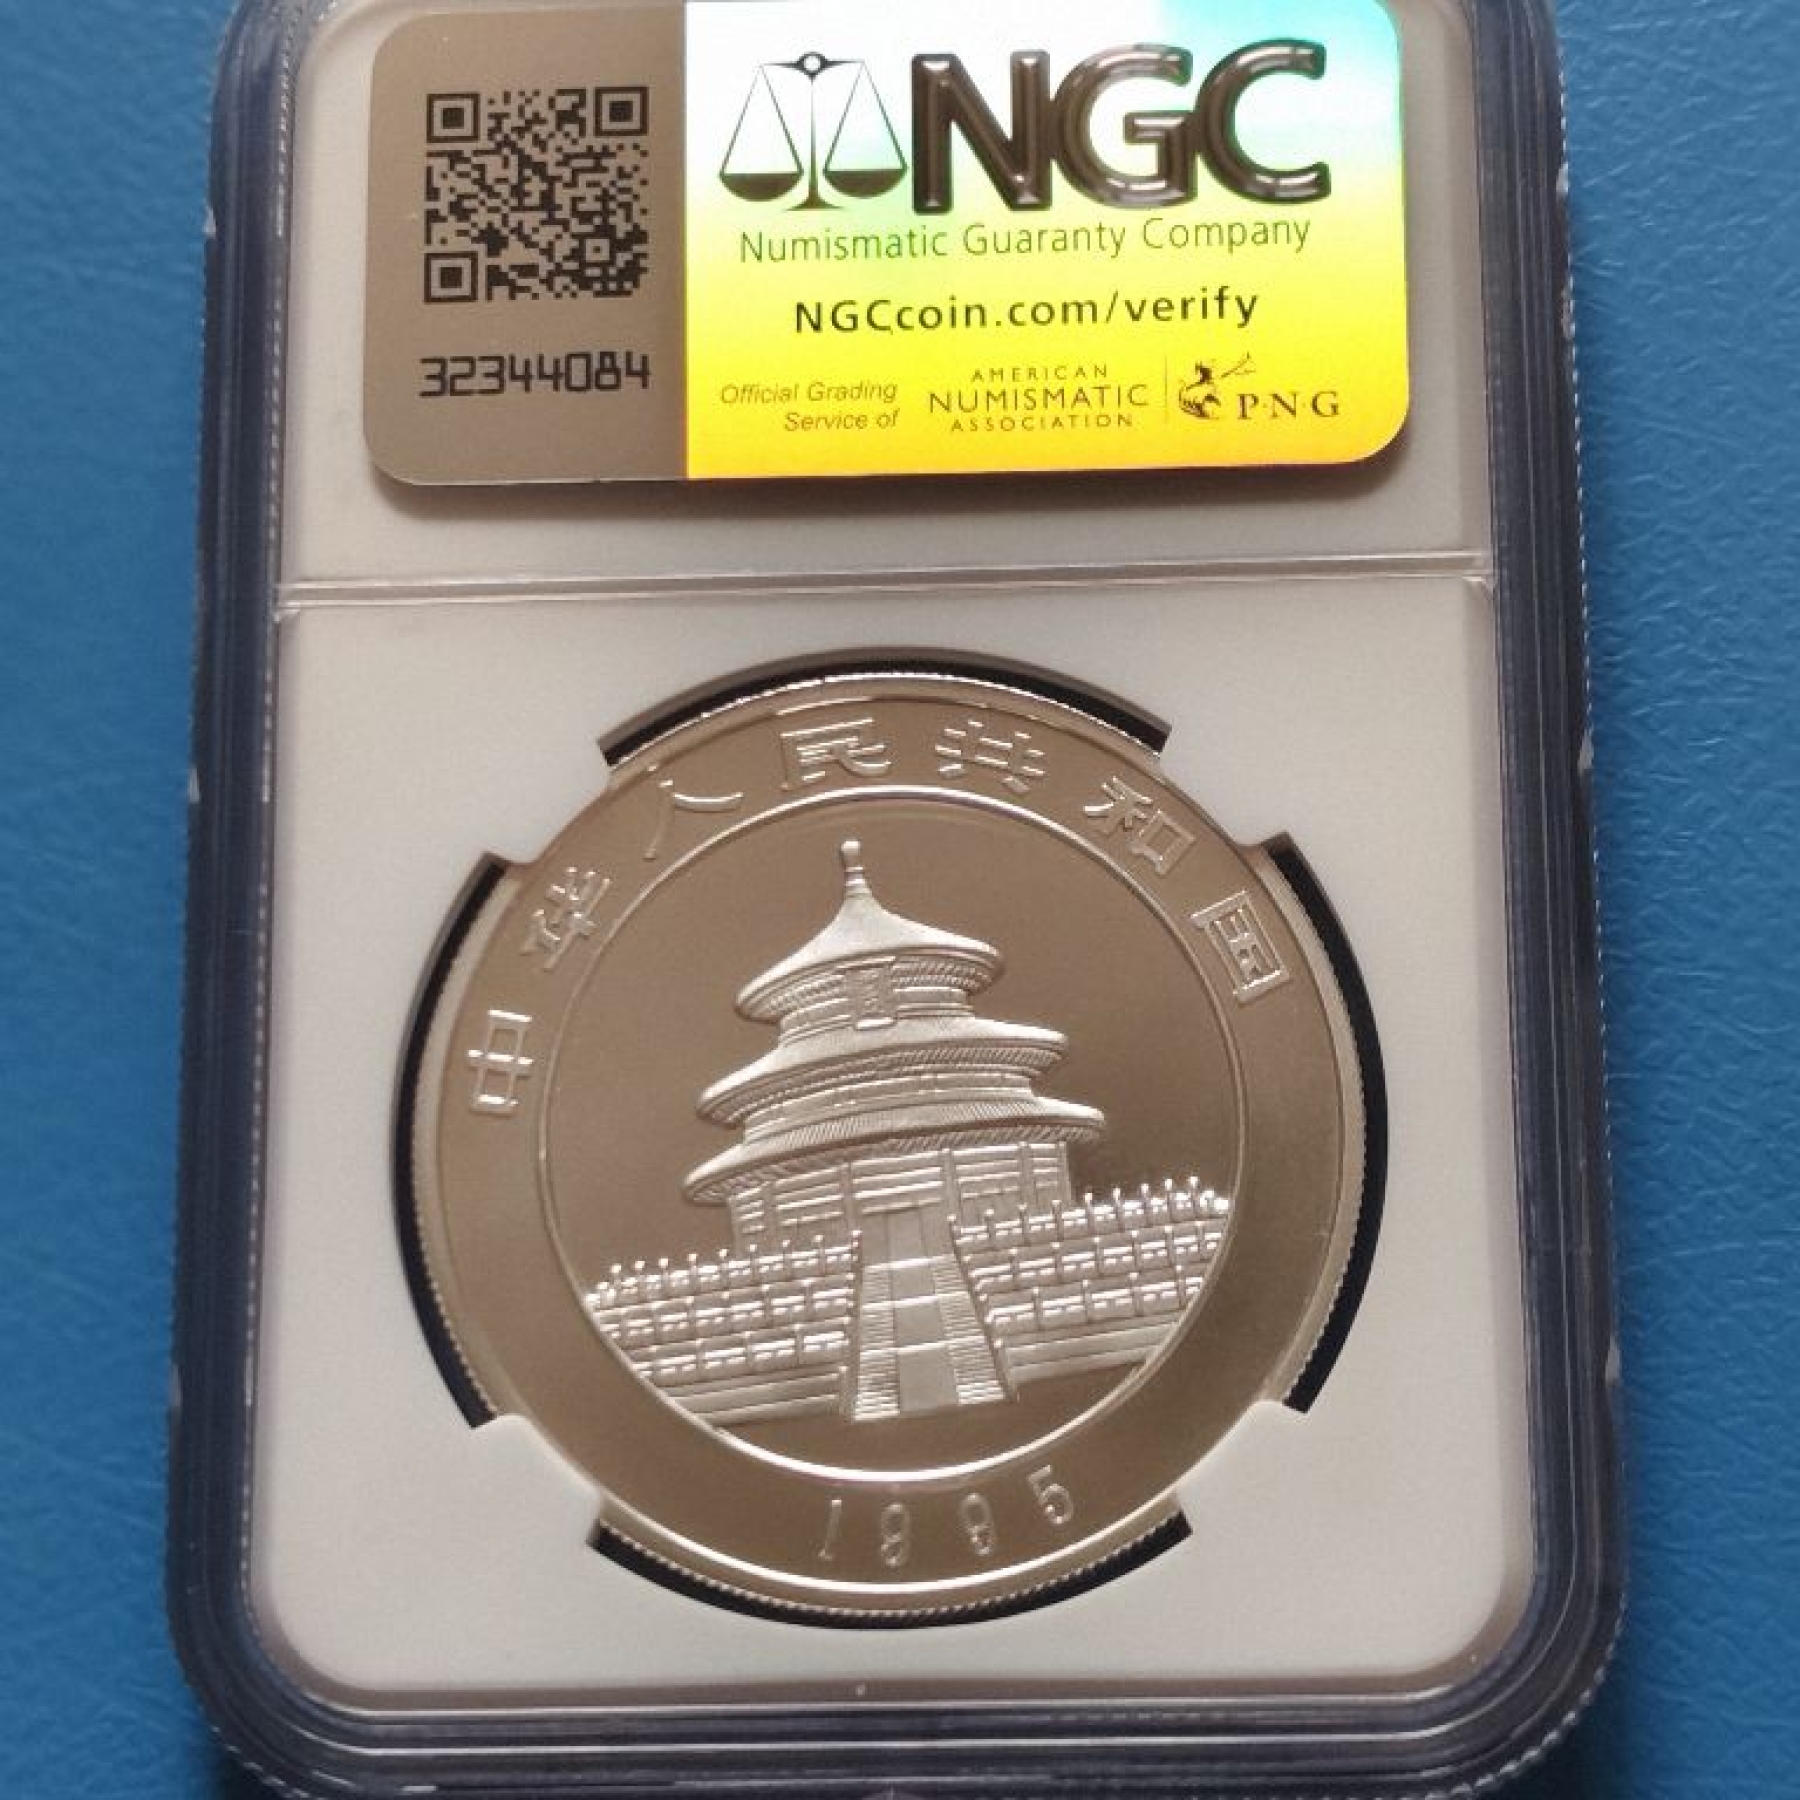 NGC
Numismatic Guaranty Company
NGCcoin.com/verify
32344084
Official Grading
Service of
AMERICAN
NUMISMATIC
ASSOCIATION
P·N·G
中华人民共和国
1995